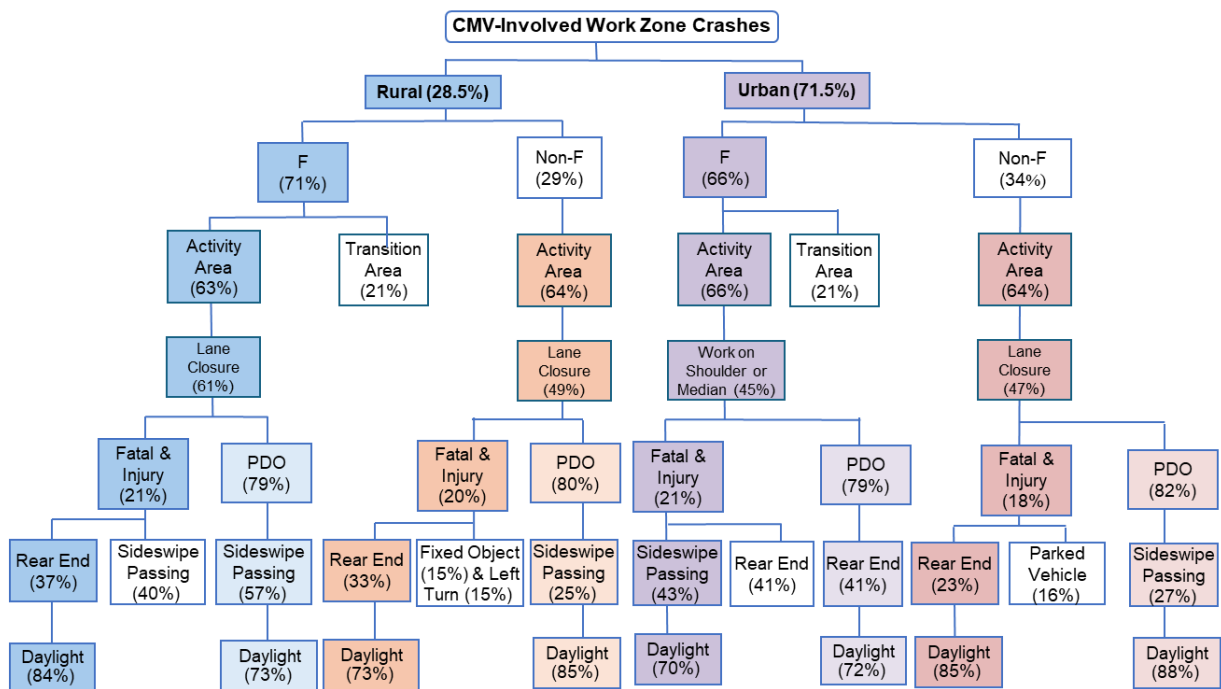 CMV-Involved Work Zone Crashes
Rural (28.5%)
Urban (71.5%)
F
(71%)
Non-F
(29%)
F
(66%)
Non-F
(34%)
Activity
Area
(63%)
Transition
Area
(21%)
Activity
Area
(64%)
Activity
Area
(66%)
Transition
Area
(21%)
Activity
Area
(64%)
Lane
Closure
(61%)
Lane
Closure
(49%)
Work on
Shoulder or
Median (45%)
Lane
Closure
(47%)
Fatal &
Injury
(21%)
PDO
(79%)
Fatal &
Injury
(20%)
PDO
(80%)
Fatal &
Injury
(21%)
PDO
(79%)
Fatal &
Injury
(18%)
PDO
(82%)
Rear End
(37%)
Sideswipe
Passing
(40%)
Sideswipe
Passing
(57%)
Rear End
(33%)
Fixed Object
(15%) & Left
Turn (15%)
Sideswipe
Passing
(25%)
Sideswipe
Passing
(43%)
Rear End
(41%)
Rear End
(41%)
Rear End
(23%)
Parked
Vehicle
(16%)
Sideswipe
Passing
(27%)
Daylight
(84%)
Daylight
(73%)
Daylight
(73%)
Daylight
(85%)
Daylight
(70%)
Daylight
(72%)
Daylight
(85%)
Daylight
(88%)